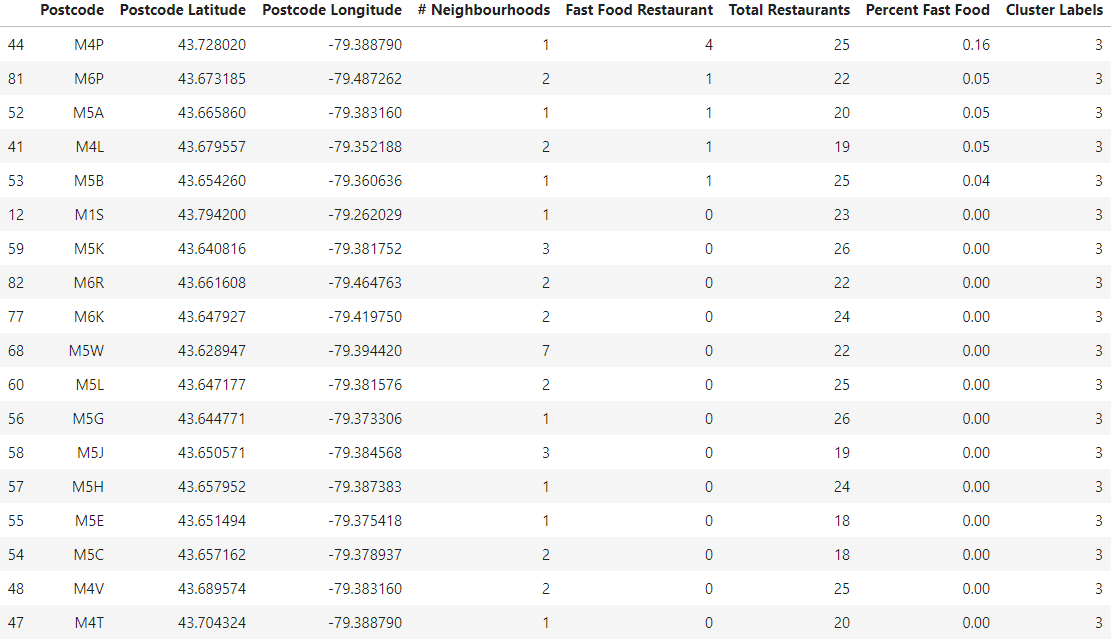 Postcode Postcode Latitude Postcode Longitude # Neighbourhoods Fast Food Restaurant Total Restaurants Percent Fast Food Cluster Labels
44 M4P 43.728020 -79.388790 1 4 25 0.16 3
81 M6P 43.673185 -79.487262 2 1 22 0.05 3
52 M5A 43.665860 -79.383160 1 1 20 0.05 3
41 M4L 43.679557 -79.352188 2 1 19 0.05 3
53 M5B 43.654260 -79.360636 1 1 25 0.04 3
12 M1S 43.794200 -79.262029 1 0 23 0.00 3
59 M5K 43.640816 -79.381752 3 0 26 0.00 3
82 M6R 43.661608 -79.464763 2 0 22 0.00 3
77 M6K 43.647927 -79.419750 2 0 24 0.00 3
68 M5W 43.628947 -79.394420 7 0 22 0.00 3
60 M5L 43.647177 -79.381576 2 0 25 0.00 3
56 M5G 43.644771 -79.373306 1 0 26 0.00 3
58 M5J 43.650571 -79.384568 3 0 19 0.00 3
57 M5H 43.657952 -79.387383 1 0 24 0.00 3
55 M5E 43.651494 -79.375418 1 0 18 0.00 3
54 M5C 43.657162 -79.378937 2 0 18 0.00 3
48 M4V 43.689574 -79.383160 2 0 25 0.00 3
47 M4T 43.704324 -79.388790 1 0 20 0.00 3